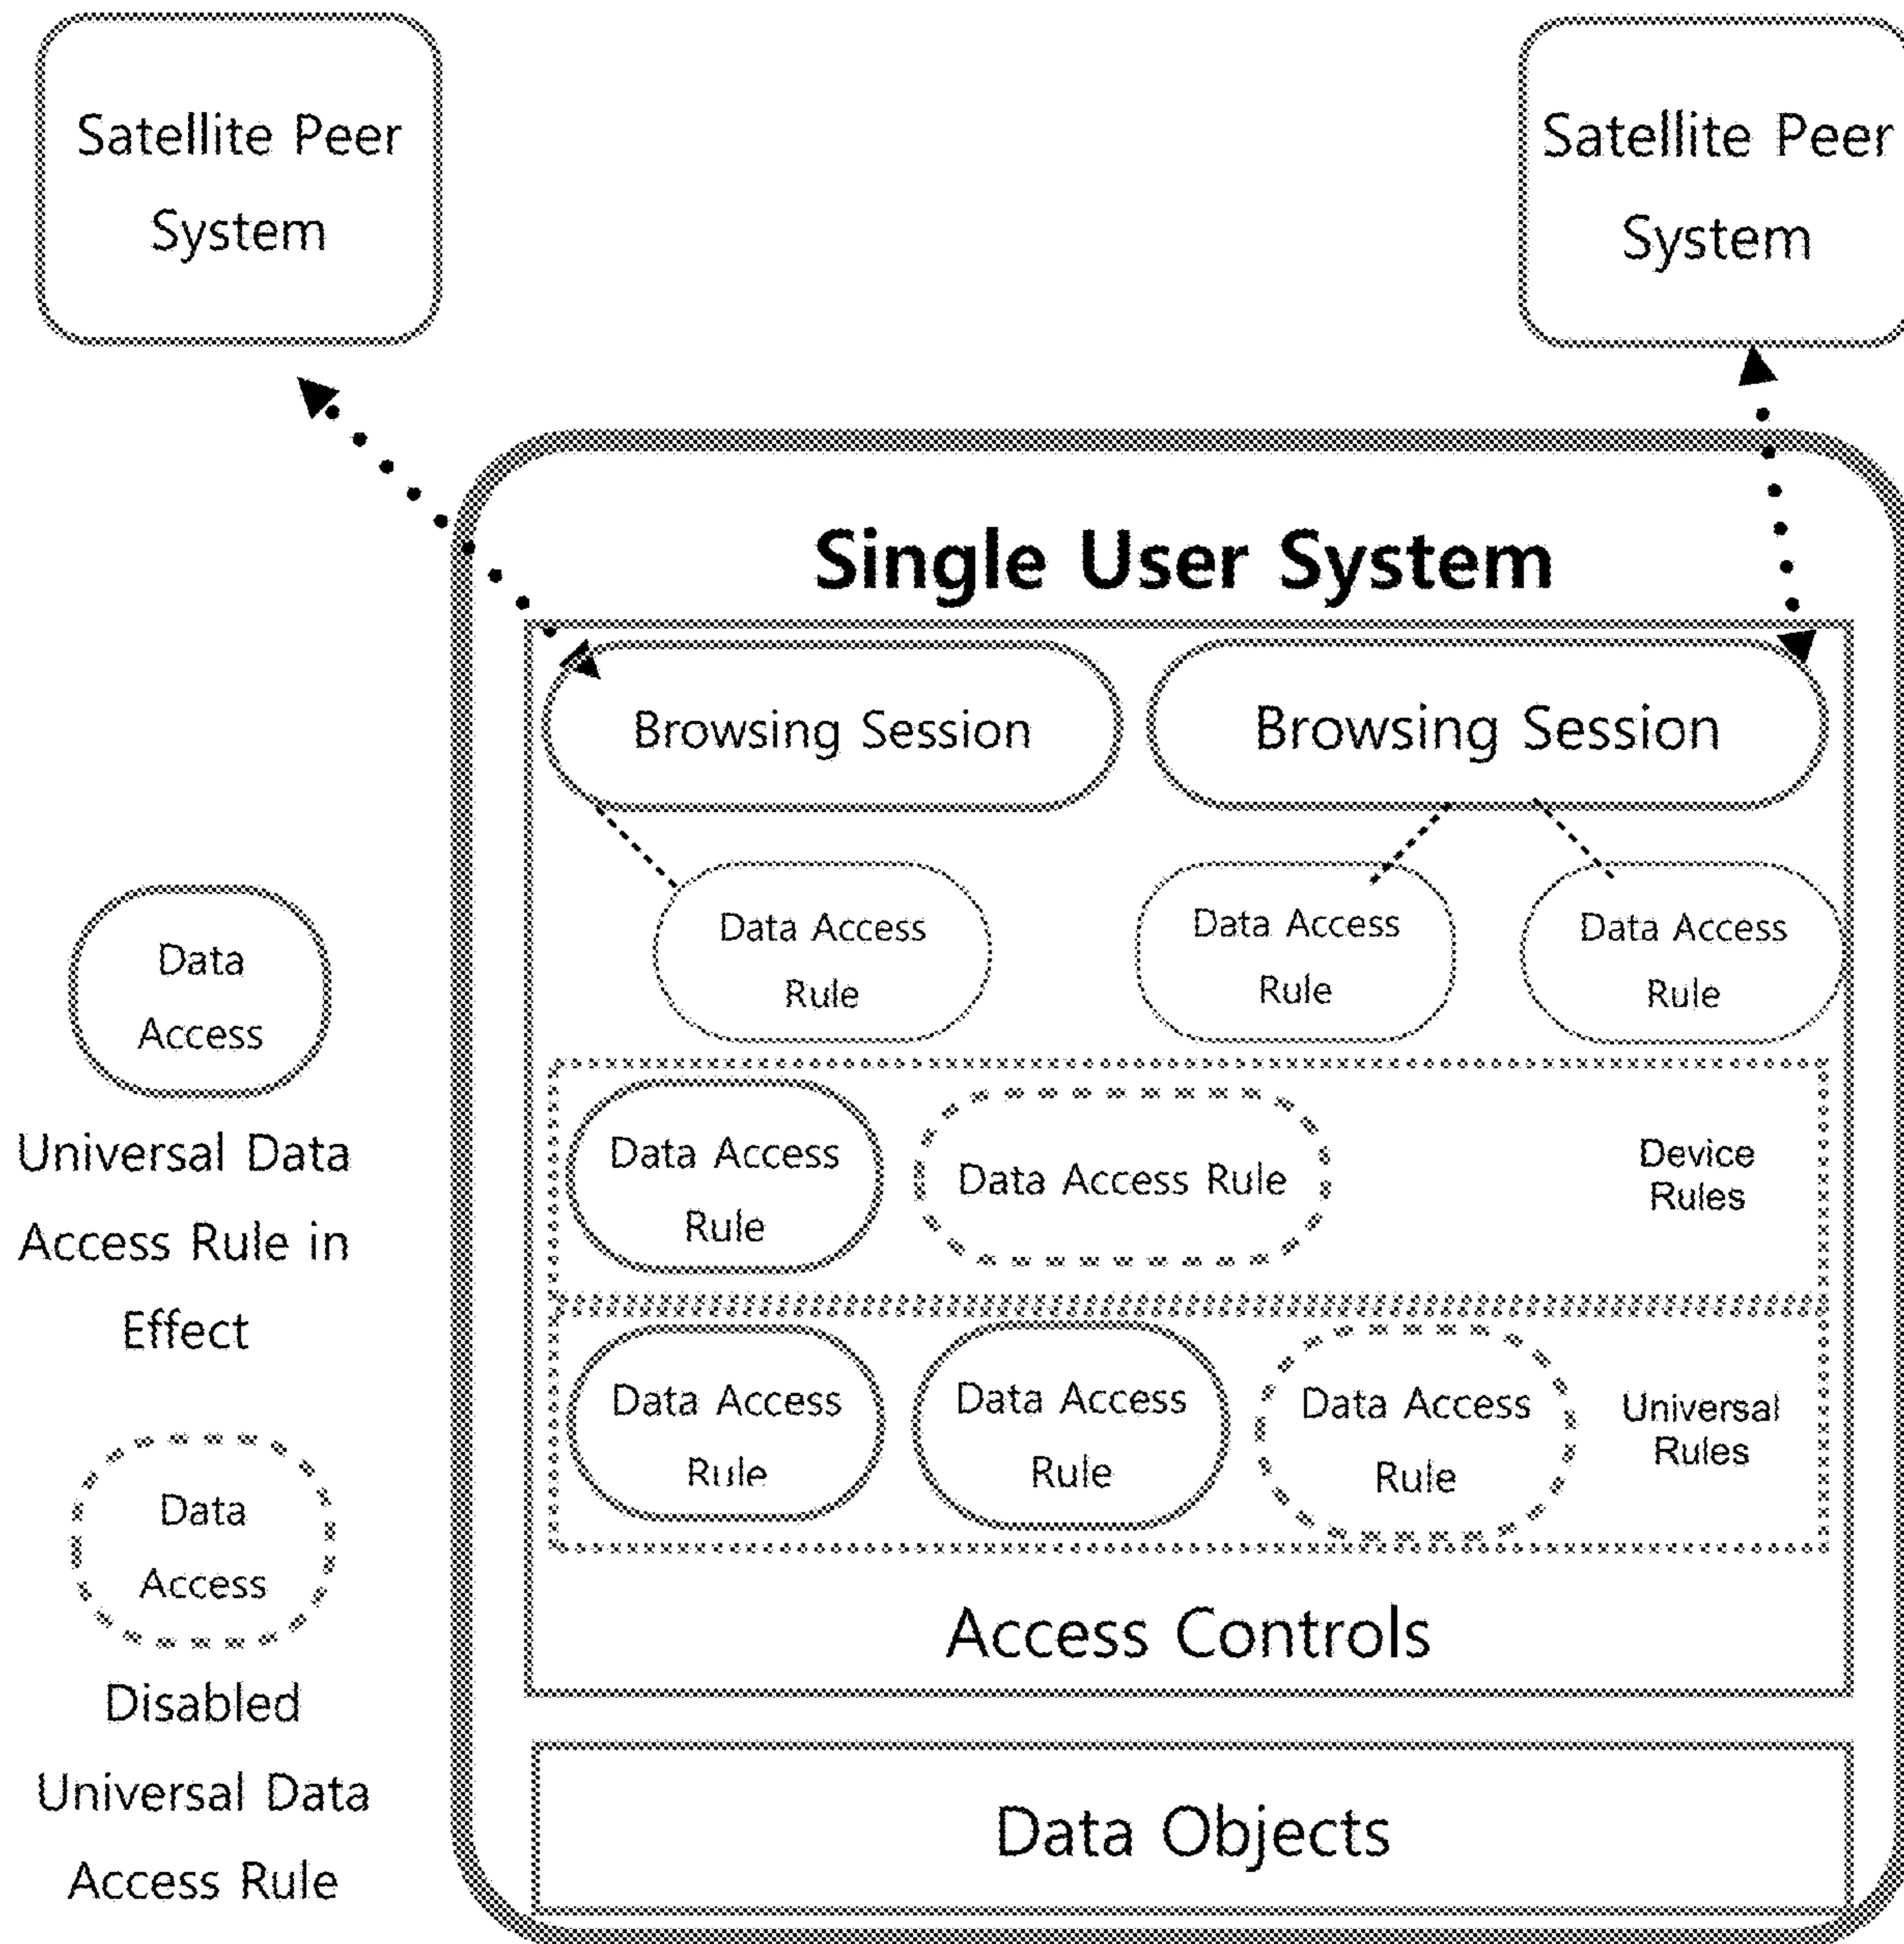 Satellite Peer
System
Satellite Peer
System
Single User System
Browsing Session
Browsing Session
Data Access
Rule
Data Access
Rule
Data Access
Rule
Data Access
Rule
Data Access Rule
Device
Rules
Data Access
Rule
Data Access
Rule
Data Access
Rule
Universal
Rules
Access Controls
Data Objects
Data
Access
Universal Data
Access Rule in
Effect
Data
Access
Disabled
Universal Data
Access Rule